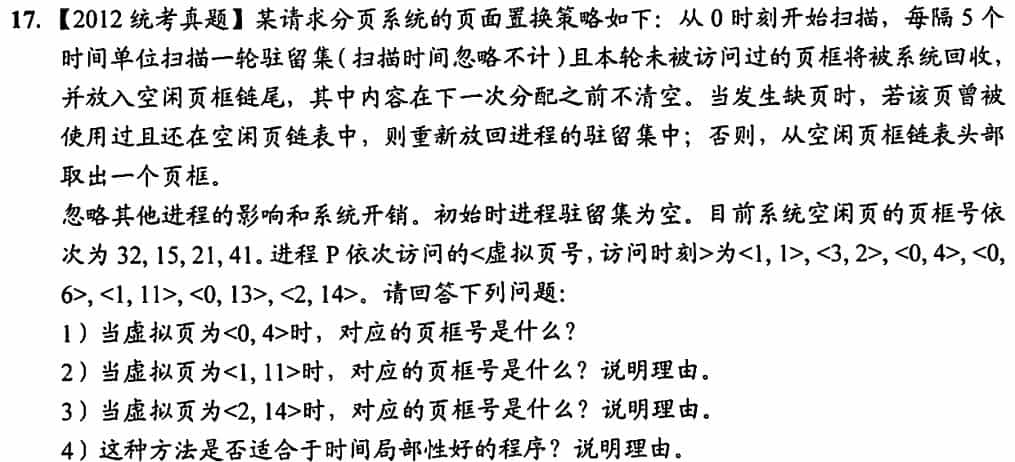 17. 【2012 统考真题】某请求分页系统的页面置换策略如下：从 0 时刻开始扫描，每隔 5 个
时间单位扫描一轮驻留集(扫描时间忽略不计)且本轮未被访问过的页框将被系统回收，
并放入空闲页框链尾，其中内容在下一次分配之前不清空。当发生缺页时，若该页曾被
使用过且还在空闲页链表中，则重新放回进程的驻留集中；否则，从空闲页框链表头部
取出一个页框。
忽略其他进程的影响和系统开销。初始时进程驻留集为空。目前系统空闲页的页框号依
次为 32, 15, 21, 41。进程 P 依次访问的<虚拟页号, 访问时刻>为<1, 1>, <3, 2>, <0, 4>, <0,
6>, <1, 11>, <0, 13>, <2, 14>。请回答下列问题：
1）当虚拟页为<0, 4>时，对应的页框号是什么？
2）当虚拟页为<1, 11>时，对应的页框号是什么？说明理由。
3）当虚拟页为<2, 14>时，对应的页框号是什么？说明理由。
4）这种方法是否适合于时间局部性好的程序？说明理由。